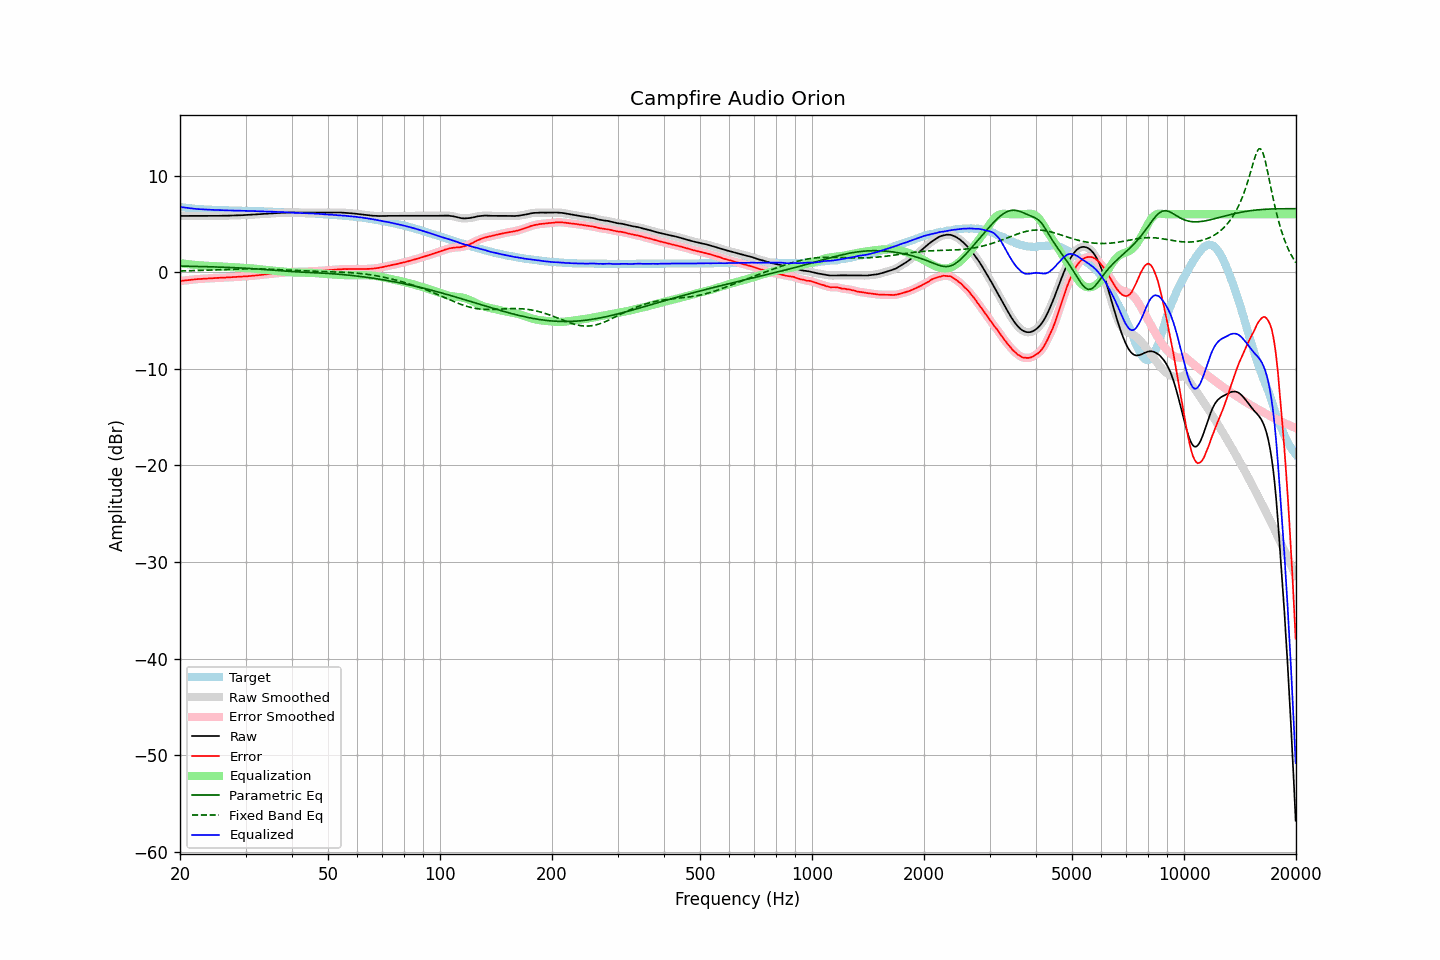 Campfire Audio Orion
Amplitude (dBr)
10
0
−10
−20
−30
−40
−50
−60
Target
Raw Smoothed
Error Smoothed
Raw
Error
Equalization
Parametric Eq
Fixed Band Eq
Equalized
20 50 100 200 500 1000 2000 5000 10000 20000
Frequency (Hz)